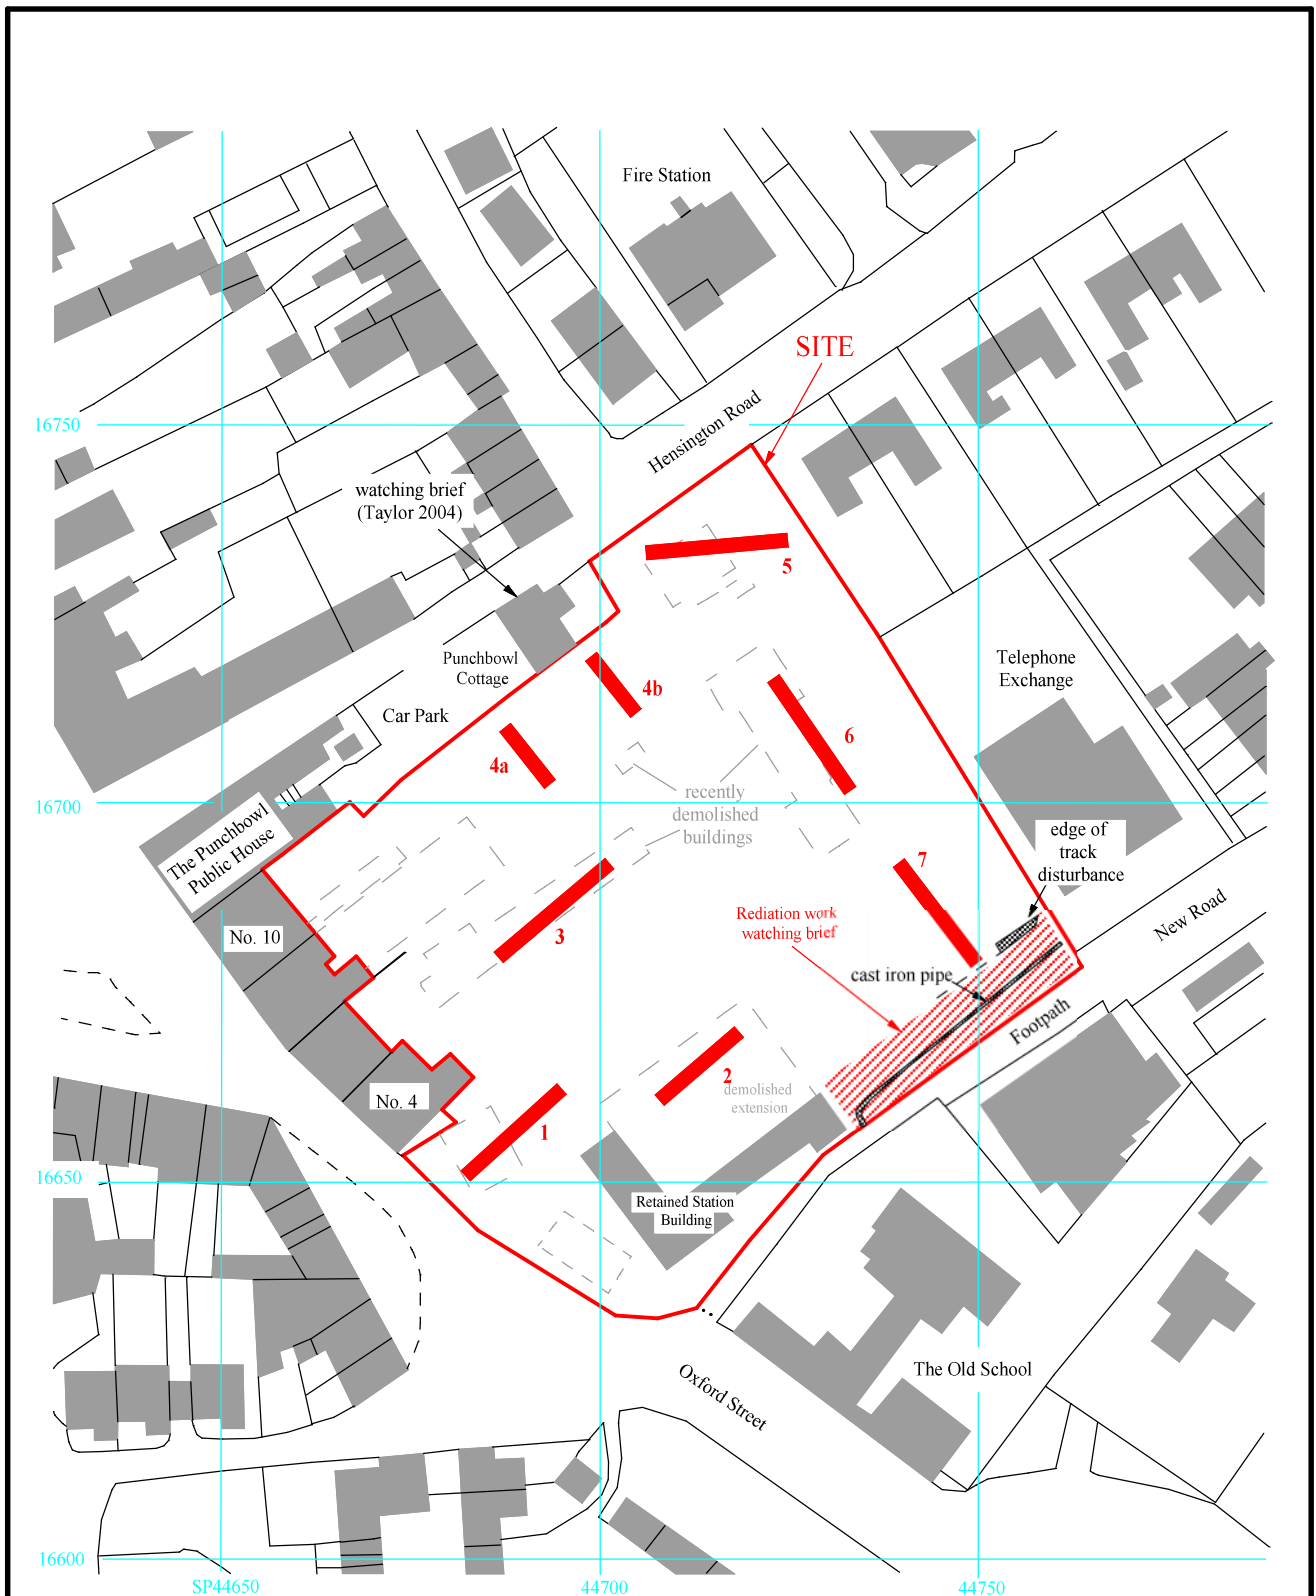 Fire Station
SITE
Hensington Road
16750
watching brief
(Taylor 2004)
5
Punchbowl
Cottage
4b
Telephone
Exchange
Car Park
6
4a
recently
demolished
buildings
16700
The Punchbowl
Public House
edge of
track
disturbance
7
Rediation work
watching brief
New Road
No. 10
3
cast iron pipe
Footpath
2
demolished
extension
No. 4
1
16650
Retained Station
Building
The Old School
Oxford Street
16600
SP44650
44700
44750